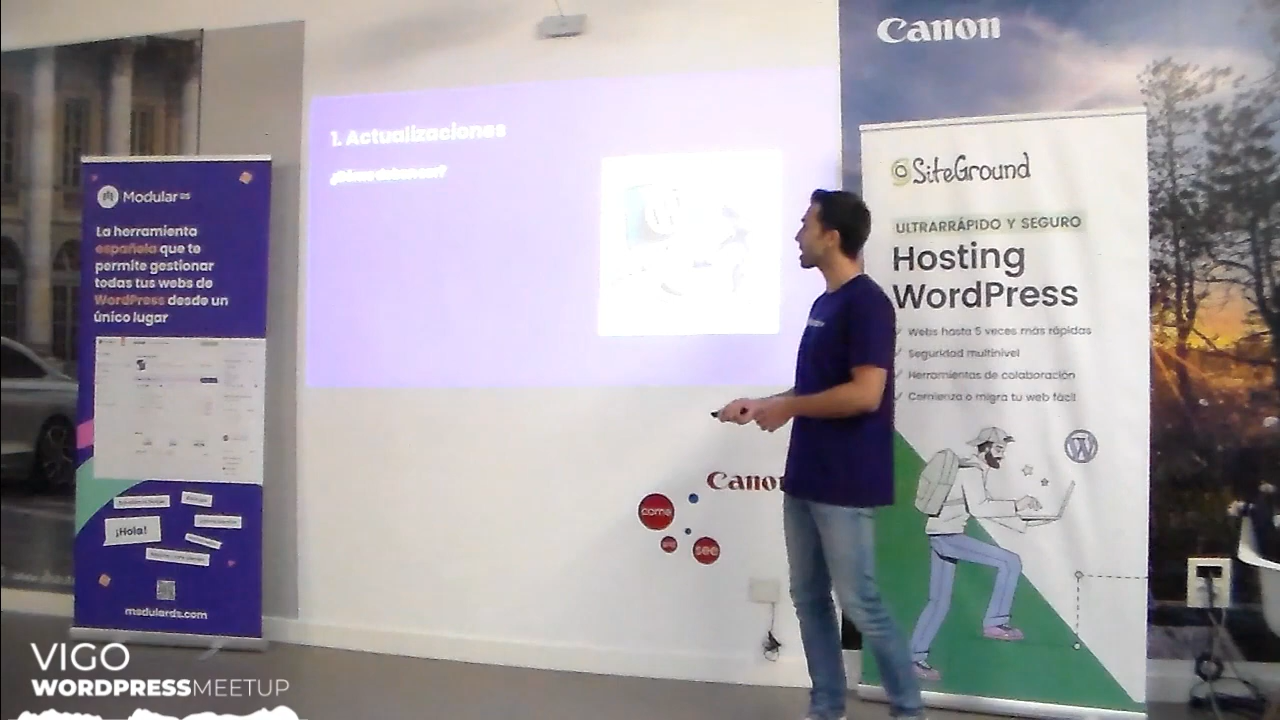 Modular DS
La herramienta
española que te
permite gestionar
todas tus webs de
WordPress desde un
único lugar
¡Hola!
modulards.com
1. Actualizaciones
Canon
SiteGround
ULTRARRÁPIDO Y SEGURO
Hosting
WordPress
Webs hasta 5 veces más rápidas
Seguridad multinivel
Herramientas de colaboración
Comienza o migra tu web fácil
Canon
come
and
see
VIGO
WORDPRESSMEETUP